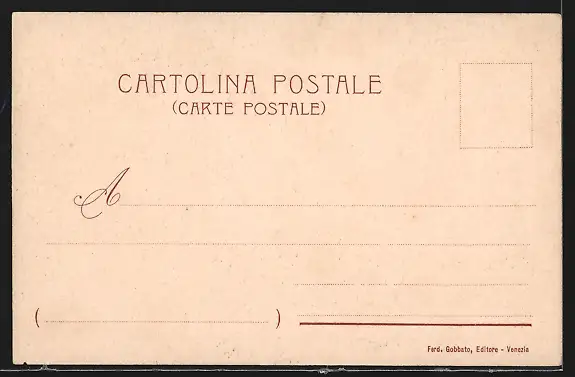 CARTOLINA POSTALE
(CARTE POSTALE)
A
( )
Ferd. Gobbato, Editore - Venezia